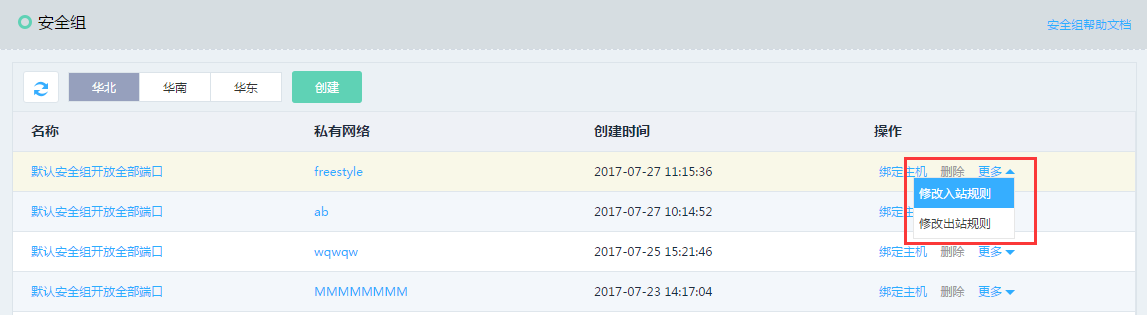 安全组
安全组帮助文档
华北 华南 华东 创建
名称 私有网络 创建时间 操作
默认安全组开放全部端口 freestyle 2017-07-27 11:15:36 绑定主机 删除 更多
修改入站规则
默认安全组开放全部端口 ab 2017-07-27 10:14:52 绑定
修改出站规则
默认安全组开放全部端口 wqwqw 2017-07-25 15:21:46 绑定主机 删除 更多
默认安全组开放全部端口 MMMMMMMM 2017-07-23 14:17:04 绑定主机 删除 更多